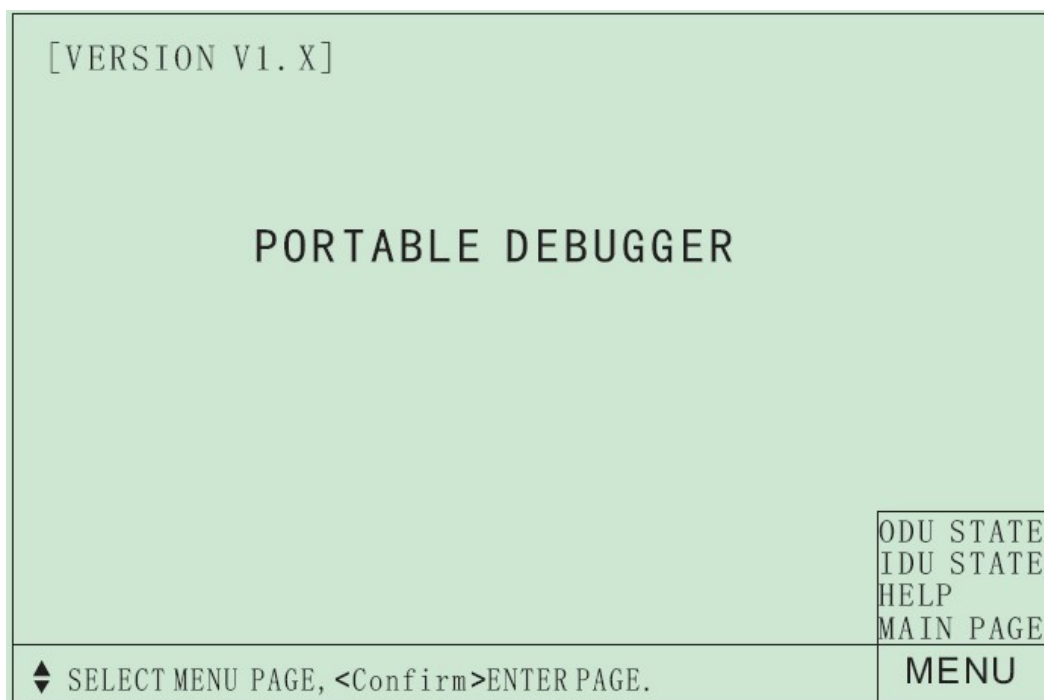 [VERSION V1.X]
PORTABLE DEBUGGER
ODU STATE
IDU STATE
HELP
MAIN PAGE
SELECT MENU PAGE, <Confirm>ENTER PAGE.
MENU